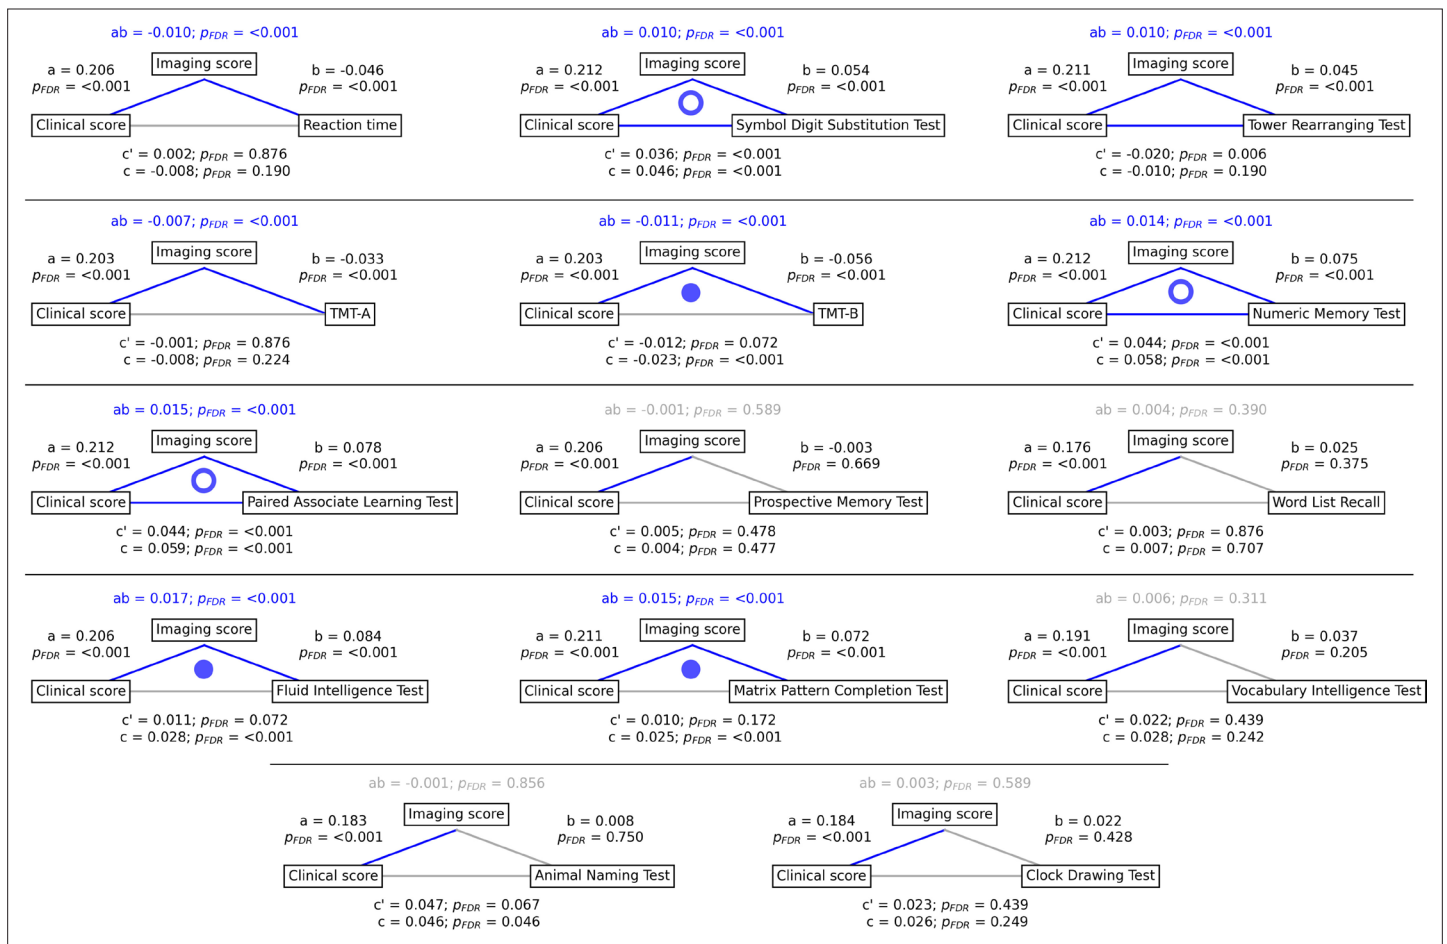 ab = -0.010; pFDR = <0.001
Imaging score
a = 0.206
pFDR = <0.001
b = -0.046
pFDR = <0.001
Clinical score
Reaction time
c' = 0.002; pFDR = 0.876
c = -0.008; pFDR = 0.190
ab = 0.010; pFDR = <0.001
Imaging score
a = 0.212
pFDR = <0.001
b = 0.054
pFDR = <0.001
Clinical score
Symbol Digit Substitution Test
c' = 0.036; pFDR = <0.001
c = 0.046; pFDR = <0.001
ab = 0.010; pFDR = <0.001
Imaging score
a = 0.211
pFDR = <0.001
b = 0.045
pFDR = <0.001
Clinical score
Tower Rearranging Test
c' = -0.020; pFDR = 0.006
c = -0.010; pFDR = 0.190
ab = -0.007; pFDR = <0.001
Imaging score
a = 0.203
pFDR = <0.001
b = -0.033
pFDR = <0.001
Clinical score
TMT-A
c' = -0.001; pFDR = 0.876
c = -0.008; pFDR = 0.224
ab = -0.011; pFDR = <0.001
Imaging score
a = 0.203
pFDR = <0.001
b = -0.056
pFDR = <0.001
Clinical score
TMT-B
c' = -0.012; pFDR = 0.072
c = -0.023; pFDR = <0.001
ab = 0.014; pFDR = <0.001
Imaging score
a = 0.212
pFDR = <0.001
b = 0.075
pFDR = <0.001
Clinical score
Numeric Memory Test
c' = 0.044; pFDR = <0.001
c = 0.058; pFDR = <0.001
ab = 0.015; pFDR = <0.001
Imaging score
a = 0.212
pFDR = <0.001
b = 0.078
pFDR = <0.001
Clinical score
Paired Associate Learning Test
c' = 0.044; pFDR = <0.001
c = 0.059; pFDR = <0.001
ab = -0.001; pFDR = 0.589
Imaging score
a = 0.206
pFDR = <0.001
b = -0.003
pFDR = 0.669
Clinical score
Prospective Memory Test
c' = 0.005; pFDR = 0.478
c = 0.004; pFDR = 0.477
ab = 0.004; pFDR = 0.390
Imaging score
a = 0.176
pFDR = <0.001
b = 0.025
pFDR = 0.375
Clinical score
Word List Recall
c' = 0.003; pFDR = 0.876
c = 0.007; pFDR = 0.707
ab = 0.017; pFDR = <0.001
Imaging score
a = 0.206
pFDR = <0.001
b = 0.084
pFDR = <0.001
Clinical score
Fluid Intelligence Test
c' = 0.011; pFDR = 0.072
c = 0.028; pFDR = <0.001
ab = 0.015; pFDR = <0.001
Imaging score
a = 0.211
pFDR = <0.001
b = 0.072
pFDR = <0.001
Clinical score
Matrix Pattern Completion Test
c' = 0.010; pFDR = 0.172
c = 0.025; pFDR = <0.001
ab = 0.006; pFDR = 0.311
Imaging score
a = 0.191
pFDR = <0.001
b = 0.037
pFDR = 0.205
Clinical score
Vocabulary Intelligence Test
c' = 0.022; pFDR = 0.439
c = 0.028; pFDR = 0.242
ab = -0.001; pFDR = 0.856
Imaging score
a = 0.183
pFDR = <0.001
b = 0.008
pFDR = 0.750
Clinical score
Animal Naming Test
c' = 0.047; pFDR = 0.067
c = 0.046; pFDR = 0.046
ab = 0.003; pFDR = 0.589
Imaging score
a = 0.184
pFDR = <0.001
b = 0.022
pFDR = 0.428
Clinical score
Clock Drawing Test
c' = 0.023; pFDR = 0.439
c = 0.026; pFDR = 0.249